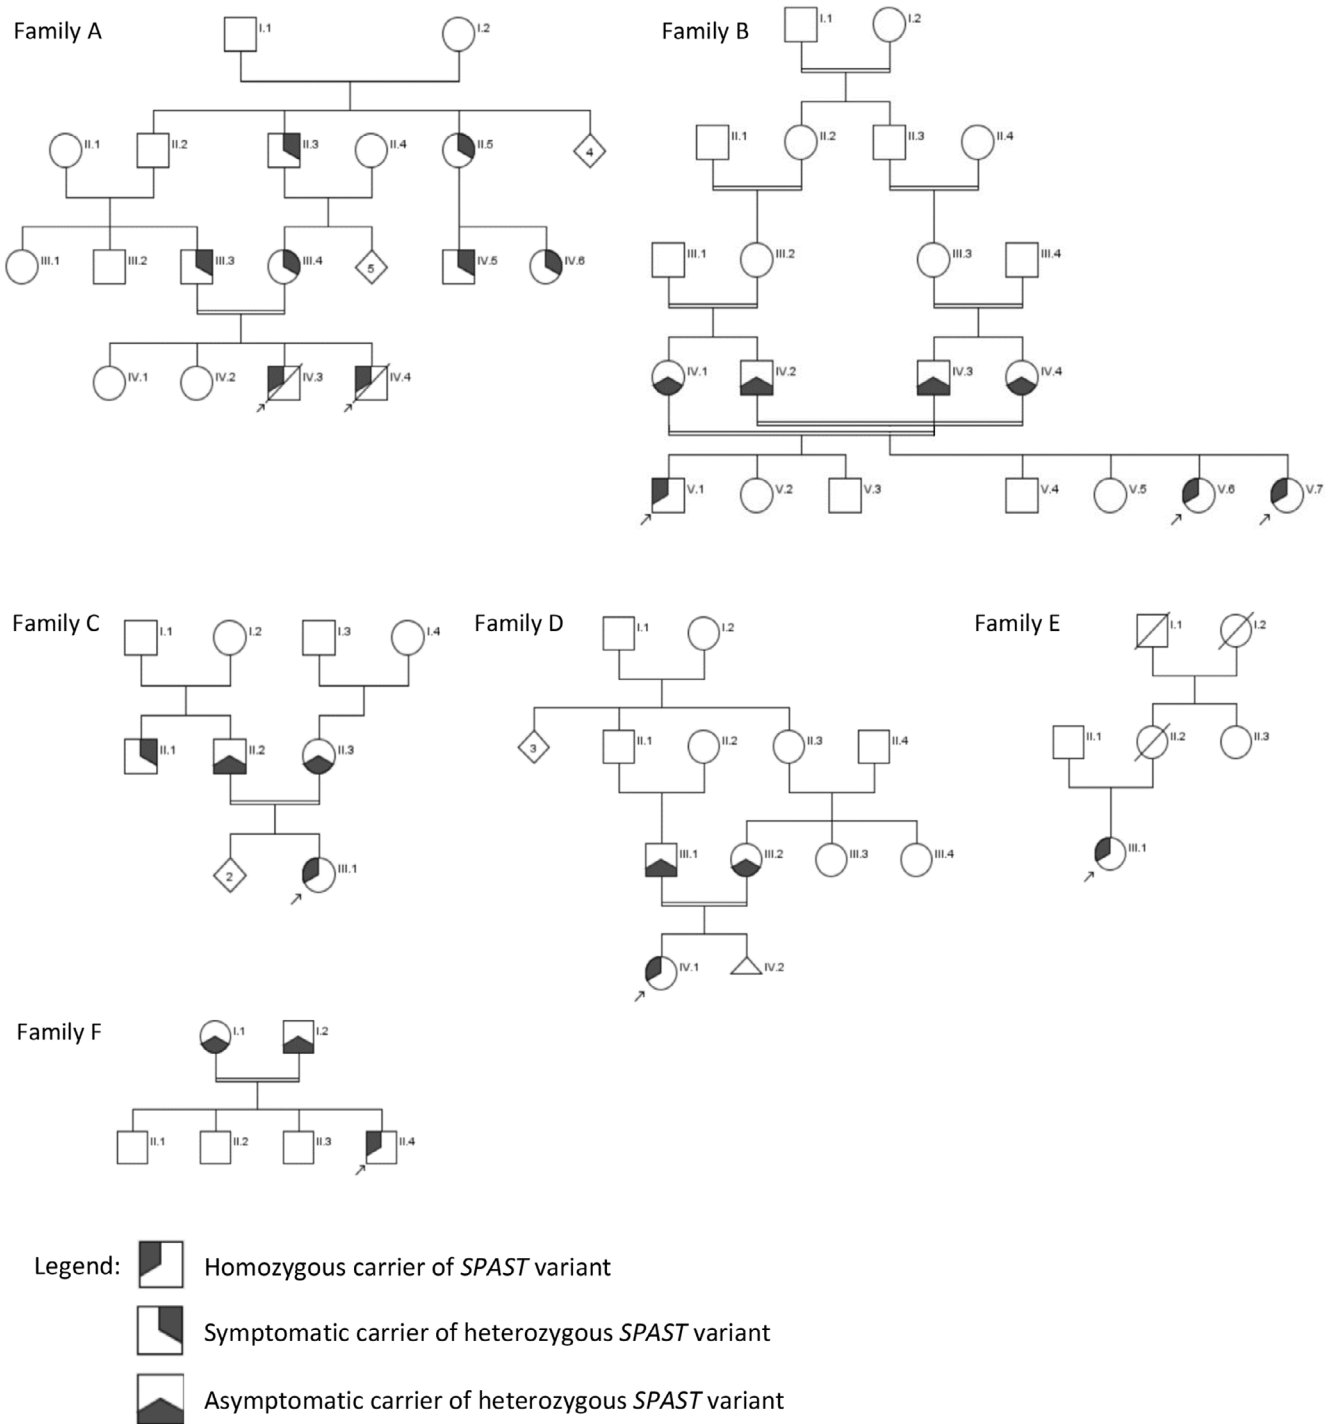 Family A
I.1
I.2
II.1
II.2
II.3
II.4
II.5
4
III.1
III.2
III.3
III.4
5
IV.5
IV.6
IV.1
IV.2
IV.3
IV.4
Family B
I.1
I.2
II.1
II.2
II.3
II.4
III.1
III.2
III.3
III.4
IV.1
IV.2
IV.3
IV.4
V.1
V.2
V.3
V.4
V.5
V.6
V.7
Family C
I.1
I.2
I.3
I.4
II.1
II.2
II.3
2
III.1
Family D
I.1
I.2
3
II.1
II.2
II.3
II.4
III.1
III.2
III.3
III.4
IV.1
IV.2
Family E
I.1
I.2
II.1
II.2
II.3
III.1
Family F
I.1
I.2
II.1
II.2
II.3
II.4
Legend:
Homozygous carrier of SPAST variant
Symptomatic carrier of heterozygous SPAST variant
Asymptomatic carrier of heterozygous SPAST variant